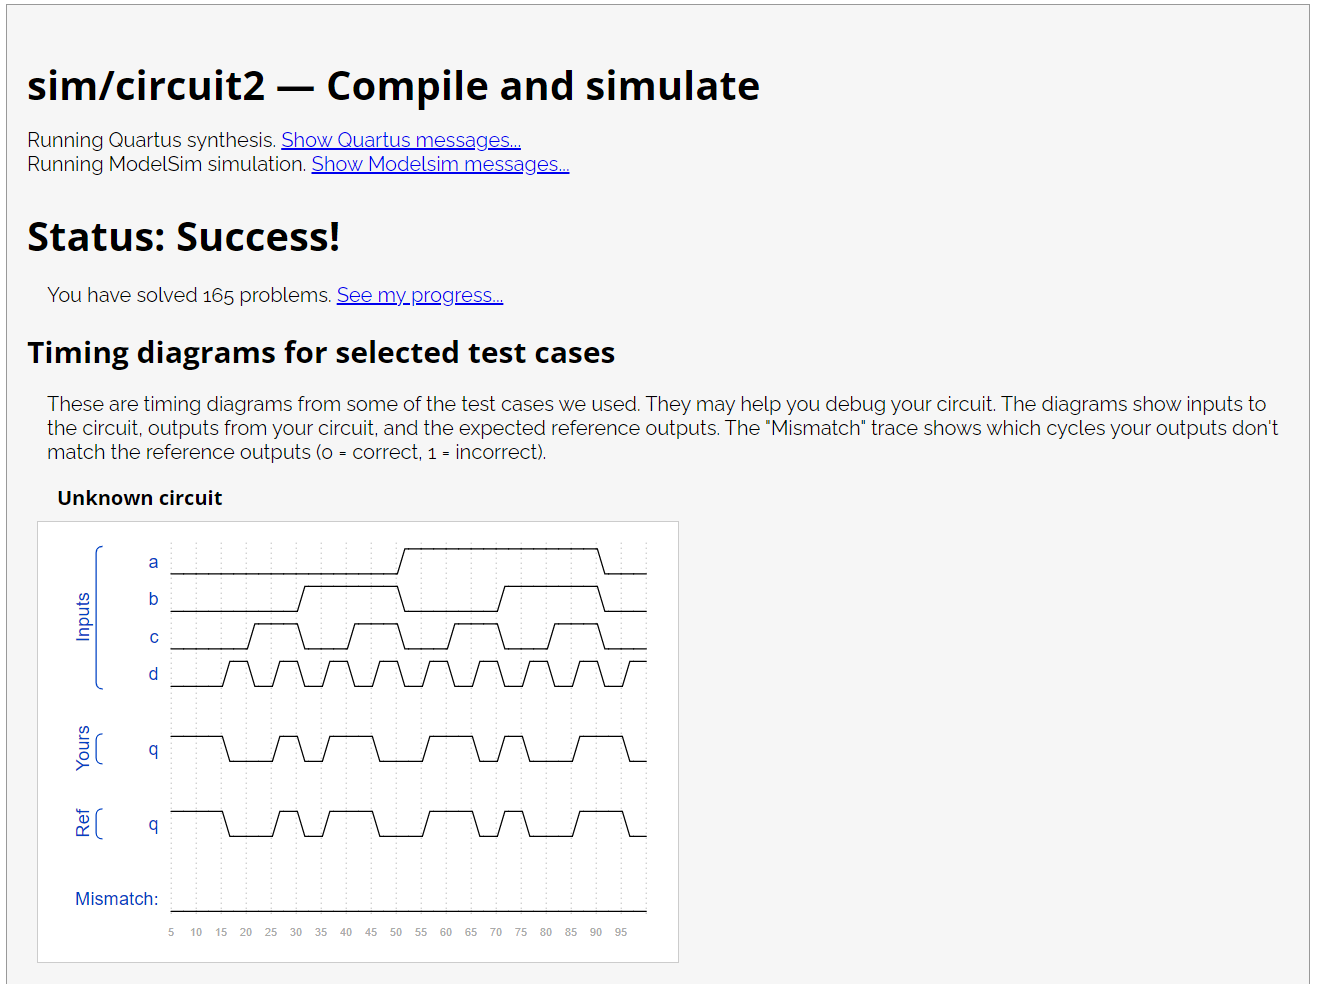 sim/circuit2 — Compile and simulate
Running Quartus synthesis. Show Quartus messages...
Running ModelSim simulation. Show Modelsim messages...
Status: Success!
You have solved 165 problems. See my progress...
Timing diagrams for selected test cases
These are timing diagrams from some of the test cases we used. They may help you debug your circuit. The diagrams show inputs to
the circuit, outputs from your circuit, and the expected reference outputs. The "Mismatch" trace shows which cycles your outputs don't
match the reference outputs (0 = correct, 1 = incorrect).
Unknown circuit
Inputs
a
b
c
d
Yours
q
Ref
q
Mismatch:
5 10 15 20 25 30 35 40 45 50 55 60 65 70 75 80 85 90 95